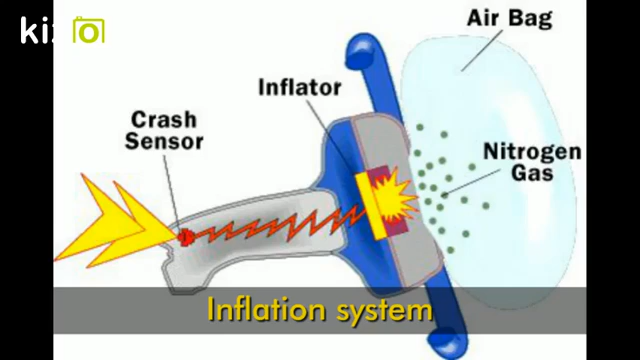 Air Bag
Inflator
Crash
Sensor
Nitrogen
Gas
Inflation system